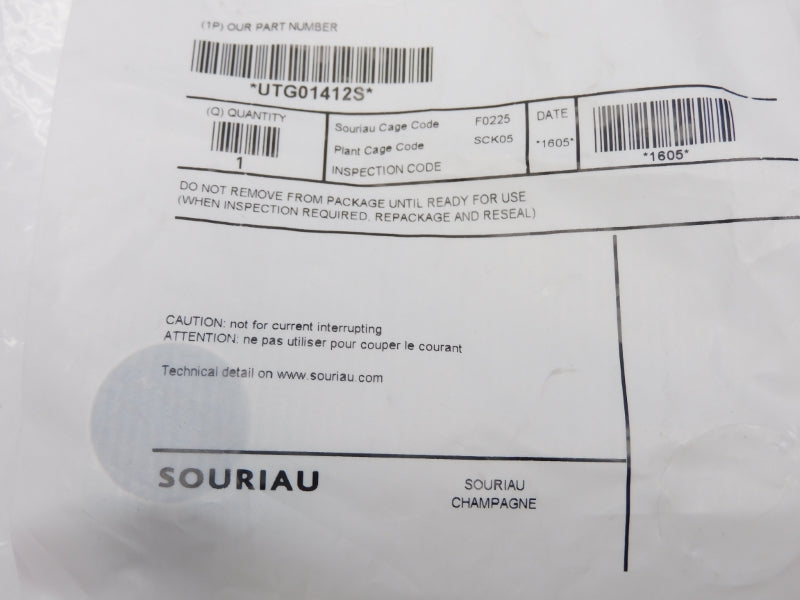 (1P) OUR PART NUMBER
*UTG01412S*
(Q) QUANTITY
1
Souriau Cage Code F0225
Plant Cage Code SCK05
INSPECTION CODE
DATE
*1605*
*1605*
DO NOT REMOVE FROM PACKAGE UNTIL READY FOR USE
(WHEN INSPECTION REQUIRED, REPACKAGE AND RESEAL)
CAUTION: not for current interrupting
ATTENTION: ne pas utiliser pour couper le courant
Technical detail on www.souriau.com
SOURIAU
SOURIAU
CHAMPAGNE